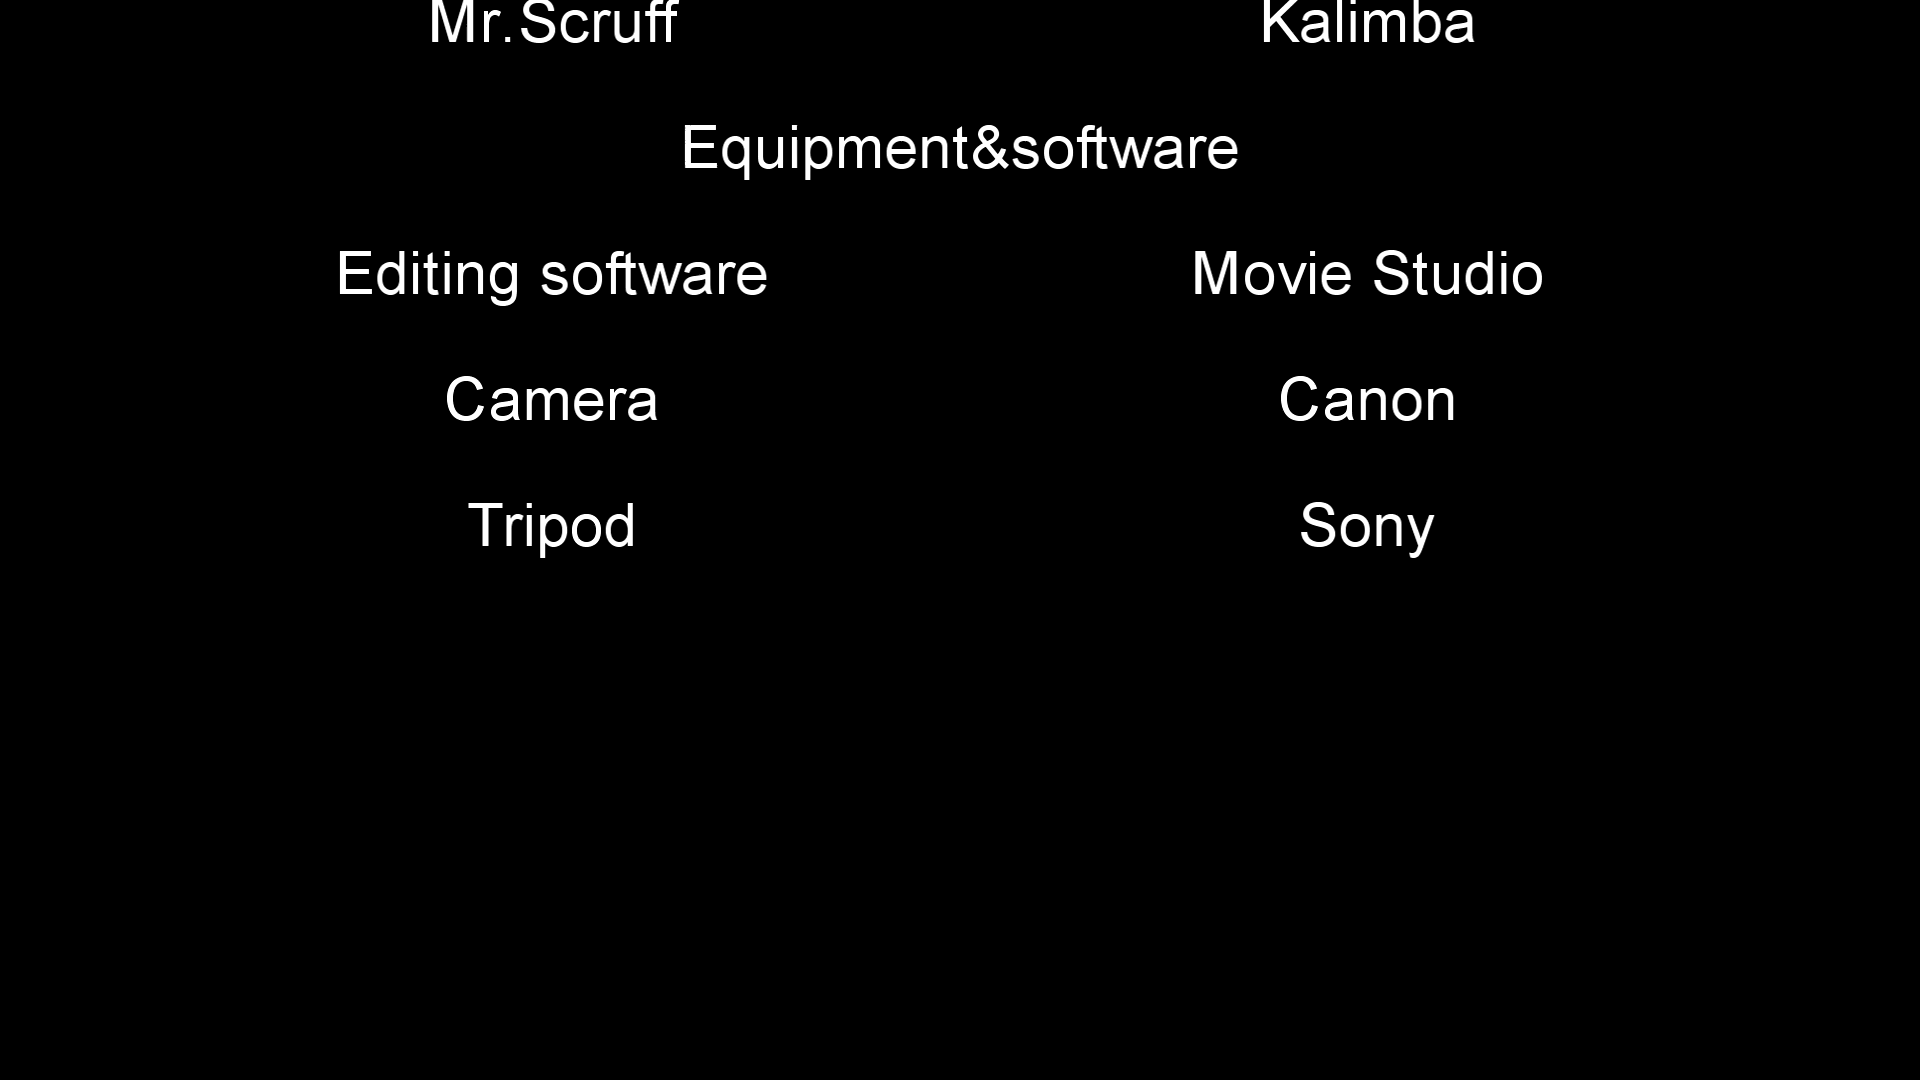 Mr.Scruff Kalimba
Equipment&software
Editing software Movie Studio
Camera Canon
Tripod Sony